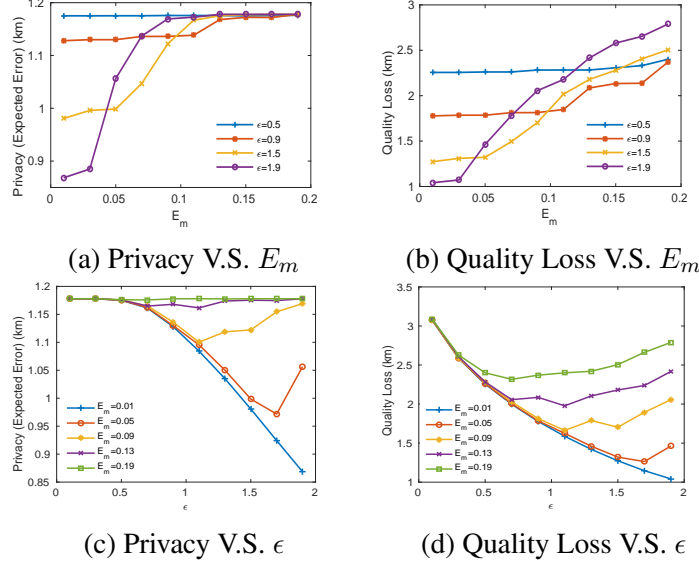 1.2
1.1
1
0.9
Privacy (Expected Error) (km)
ϵ=0.5
ϵ=0.9
ϵ=1.5
ϵ=1.9
0 0.05 0.1 0.15 0.2
E_m
3
2.5
2
1.5
1
Quality Loss (km)
ϵ=0.5
ϵ=0.9
ϵ=1.5
ϵ=1.9
0 0.05 0.1 0.15 0.2
E_m
(a) Privacy V.S. E_m
(b) Quality Loss V.S. E_m
1.2
1.15
1.1
1.05
1
0.95
0.9
0.85
Privacy (Expected Error) (km)
E_m=0.01
E_m=0.05
E_m=0.09
E_m=0.13
E_m=0.19
0 0.5 1 1.5 2
ϵ
3.5
3
2.5
2
1.5
1
Quality Loss (km)
E_m=0.01
E_m=0.05
E_m=0.09
E_m=0.13
E_m=0.19
0 0.5 1 1.5 2
ϵ
(c) Privacy V.S. ϵ
(d) Quality Loss V.S. ϵ